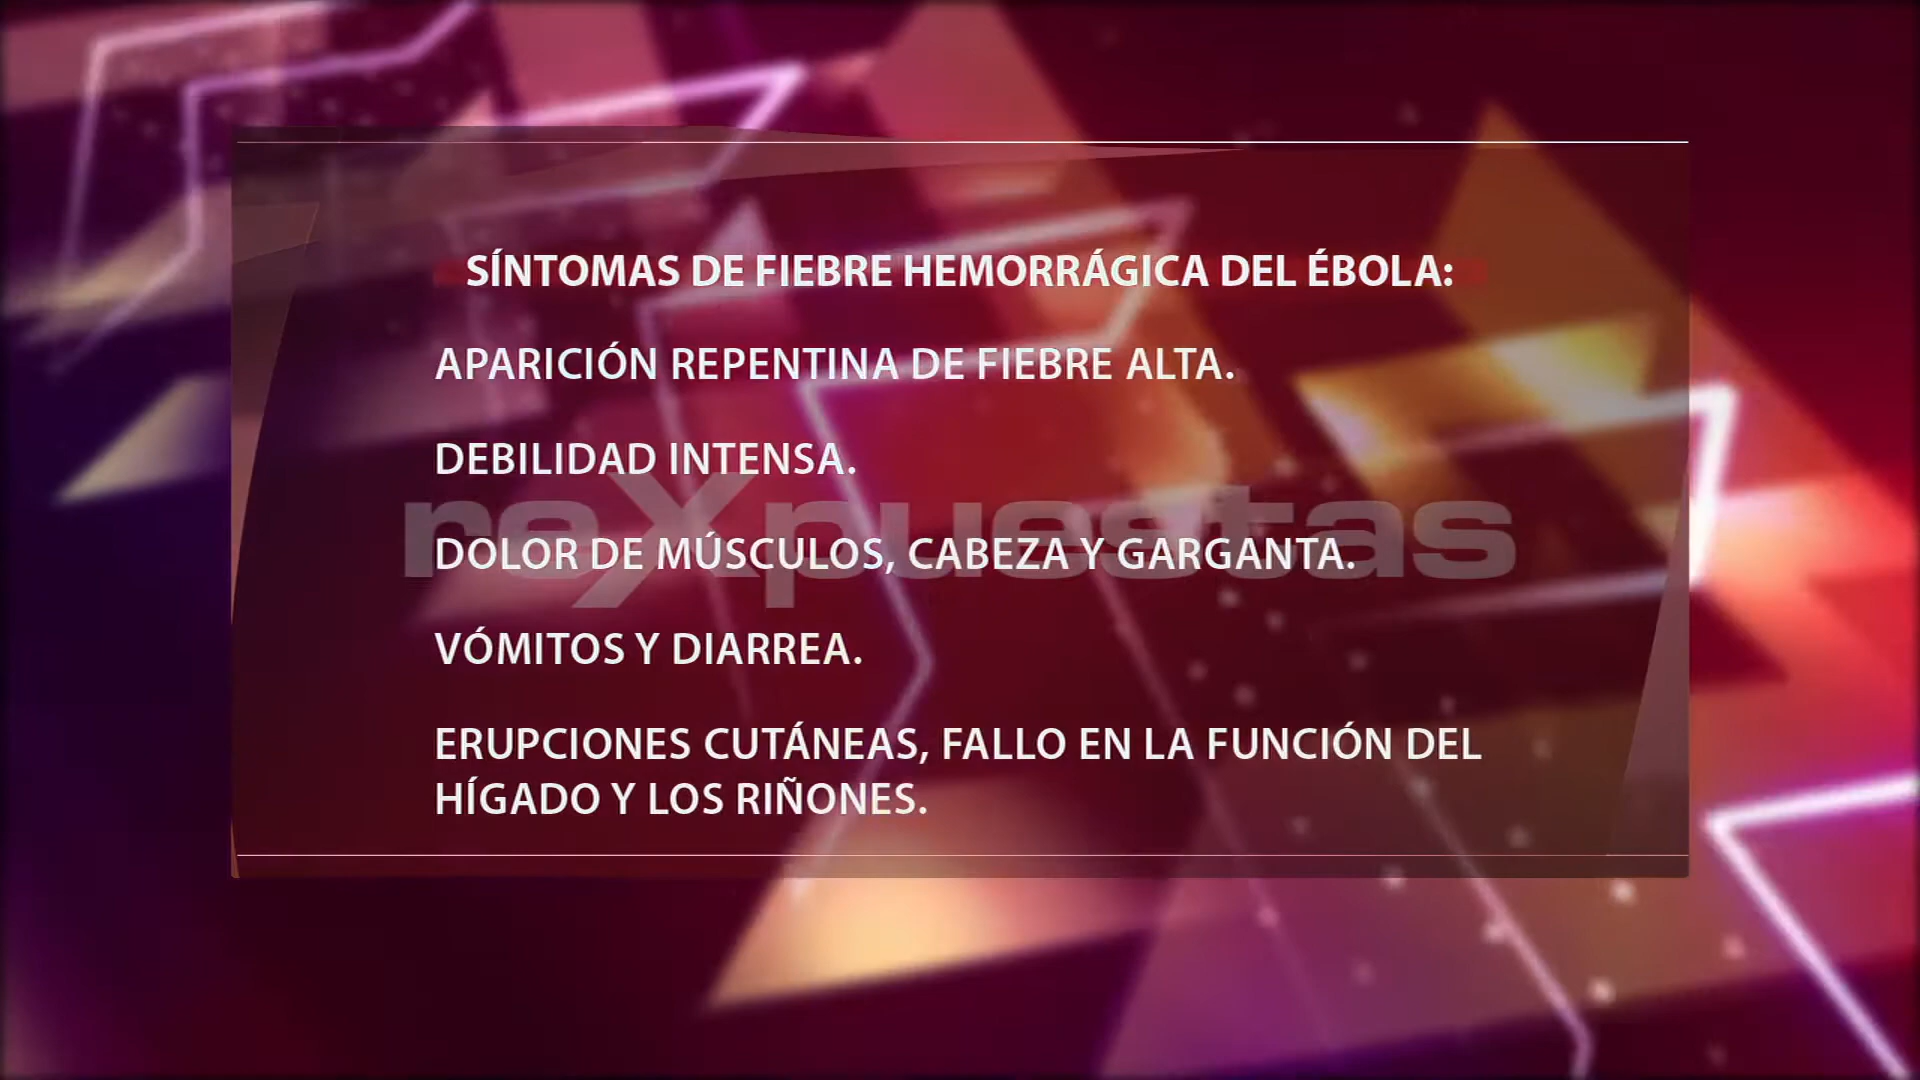 SÍNTOMAS DE FIEBRE HEMORRÁGICA DEL ÉBOLA:
APARICIÓN REPENTINA DE FIEBRE ALTA.
DEBILIDAD INTENSA.
reXpuestas
DOLOR DE MÚSCULOS, CABEZA Y GARGANTA.
VÓMITOS Y DIARREA.
ERUPCIONES CUTÁNEAS, FALLO EN LA FUNCIÓN DEL
HÍGADO Y LOS RIÑONES.